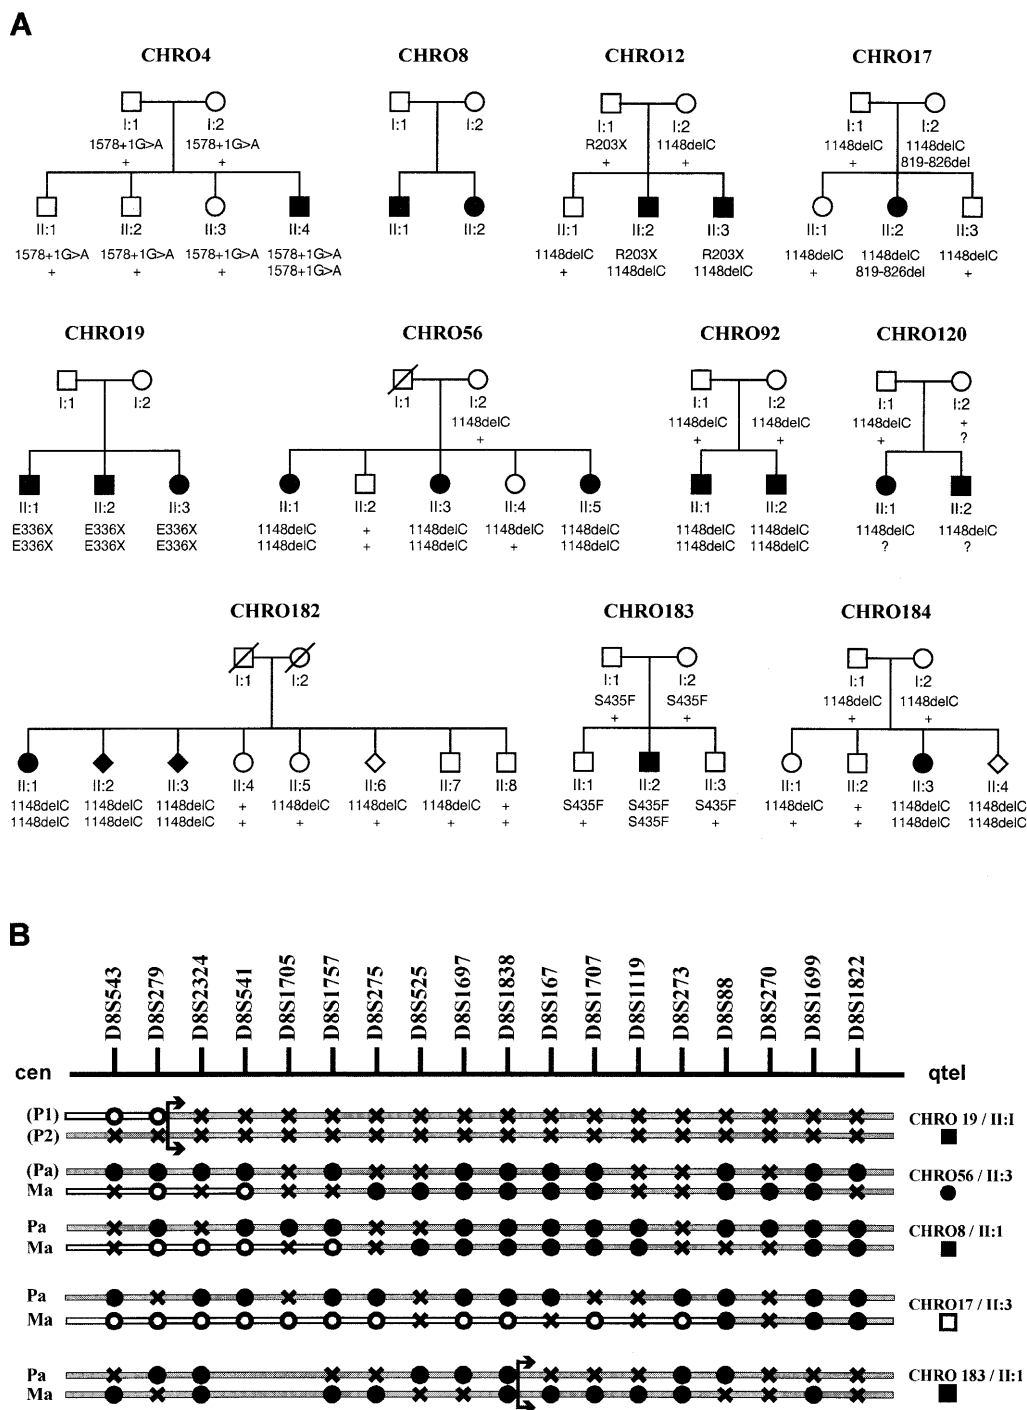 A
CHRO4 CHRO8 CHRO12 CHRO17
I:1 I:2 I:1 I:2 I:1 I:2 I:1 I:2
1578+1G>A 1578+1G>A R203X 1148delC 1148delC 1148delC
+ + + + + 819-826del
II:1 II:2 II:3 II:4 II:1 II:2 II:1 II:2 II:3 II:1 II:2 II:3
1578+1G>A 1578+1G>A 1578+1G>A 1578+1G>A 1148delC R203X R203X 1148delC 1148delC 1148delC
+ + + 1578+1G>A + 1148delC 1148delC + 819-826del +
CHRO19 CHRO56 CHRO92 CHRO120
I:1 I:2 I:1 I:2 I:1 I:2 I:1 I:2
1148delC 1148delC 1148delC 1148delC +
+ + + + ?
II:1 II:2 II:3 II:1 II:2 II:3 II:4 II:5 II:1 II:2 II:1 II:2
E336X E336X E336X 1148delC + 1148delC 1148delC 1148delC 1148delC 1148delC 1148delC 1148delC
E336X E336X E336X 1148delC + 1148delC + 1148delC 1148delC 1148delC ? ?
CHRO182 CHRO183 CHRO184
I:1 I:2 I:1 I:2 I:1 I:2
S435F S435F 1148delC 1148delC
+ + + +
II:1 II:2 II:3 II:4 II:5 II:6 II:7 II:8 II:1 II:2 II:3 II:1 II:2 II:3 II:4
1148delC 1148delC 1148delC + 1148delC 1148delC 1148delC + S435F S435F S435F 1148delC + 1148delC 1148delC
1148delC 1148delC 1148delC + + + + + + S435F + + + 1148delC 1148delC
B
D8S543 D8S279 D8S2324 D8S541 D8S1705 D8S1757 D8S275 D8S525 D8S1697 D8S1838 D8S167 D8S1707 D8S1119 D8S273 D8S88 D8S270 D8S1699 D8S1822
cen qtel
(P1) CHRO 19 / II:I
(P2)
(Pa) CHRO56 / II:3
Ma
Pa CHRO8 / II:1
Ma
Pa CHRO17 / II:3
Ma
Pa CHRO 183 / II:1
Ma